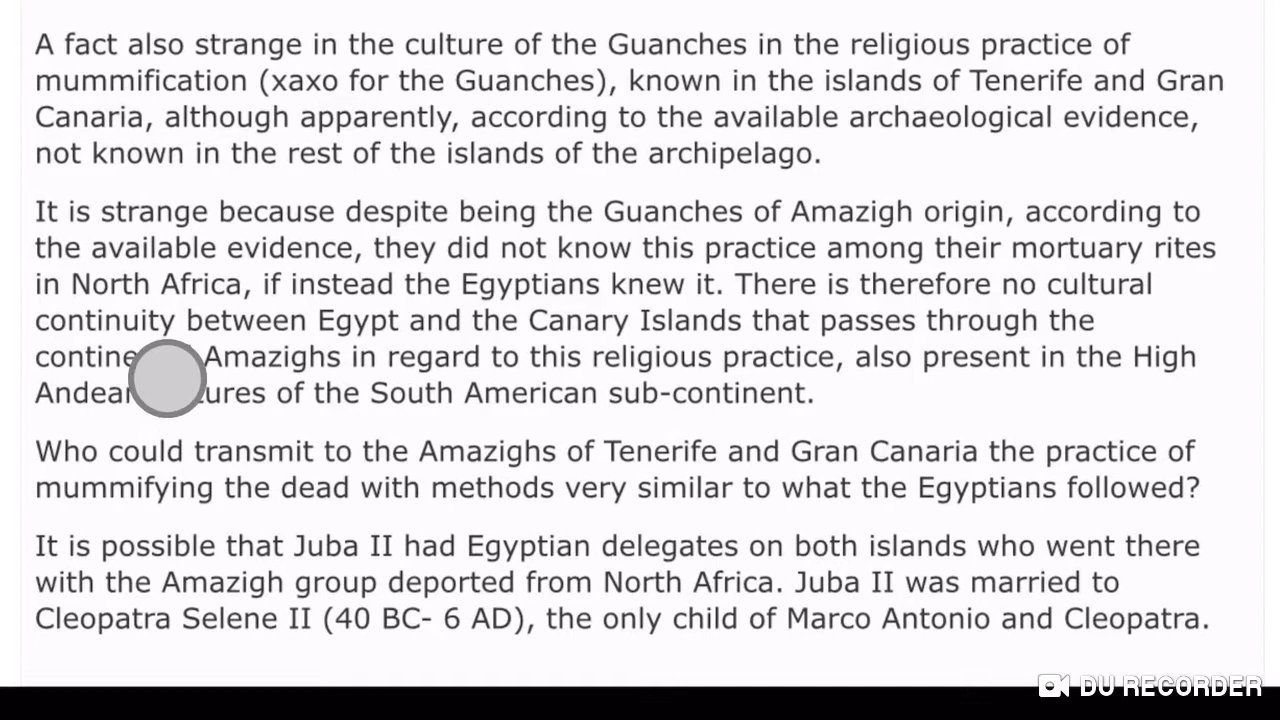 A fact also strange in the culture of the Guanches in the religious practice of
mummification (xaxo for the Guanches), known in the islands of Tenerife and Gran
Canaria, although apparently, according to the available archaeological evidence,
not known in the rest of the islands of the archipelago.
It is strange because despite being the Guanches of Amazigh origin, according to
the available evidence, they did not know this practice among their mortuary rites
in North Africa, if instead the Egyptians knew it. There is therefore no cultural
continuity between Egypt and the Canary Islands that passes through the
Amazighs in regard to this religious practice, also present in the High
of the South American sub-continent.
Who could transmit to the Amazighs of Tenerife and Gran Canaria the practice of
mummifying the dead with methods very similar to what the Egyptians followed?
It is possible that Juba II had Egyptian delegates on both islands who went there
with the Amazigh group deported from North Africa. Juba II was married to
Cleopatra Selene II (40 BC- 6 AD), the only child of Marco Antonio and Cleopatra.
DU RECORDER